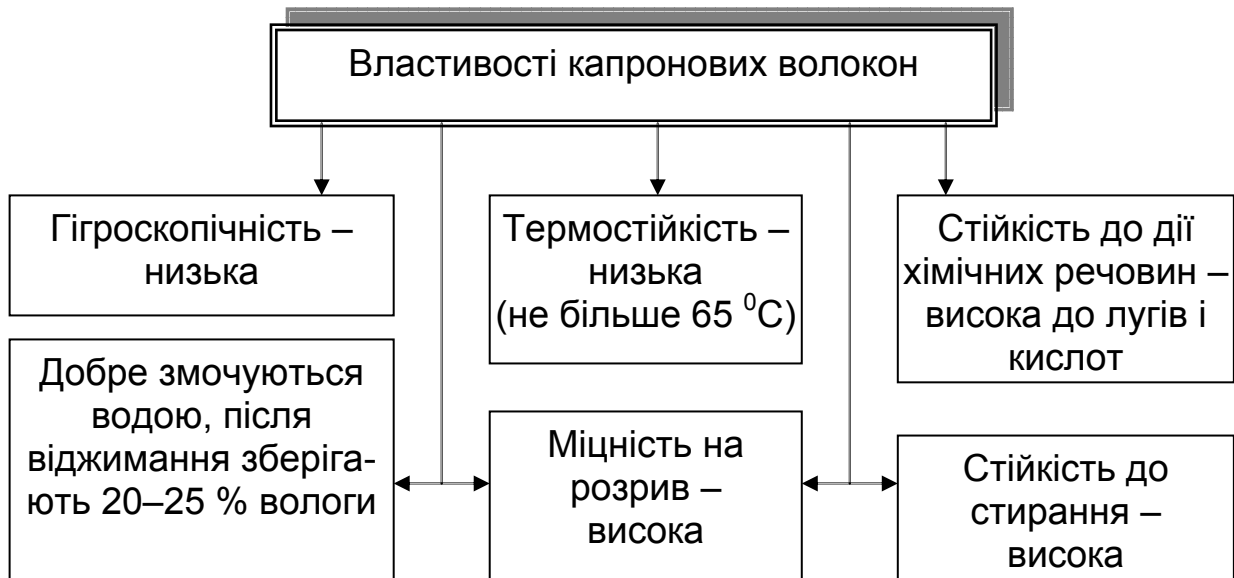 Властивості капронових волокон
Гігроскопічність –
низька
Термостійкість –
низька
(не більше 65 ⁰С)
Стійкість до дії
хімічних речовин –
висока до лугів і
кислот
Добре змочуються
водою, після
віджимання зберіга-
ють 20–25 % вологи
Міцність на
розрив –
висока
Стійкість до
стирання –
висока